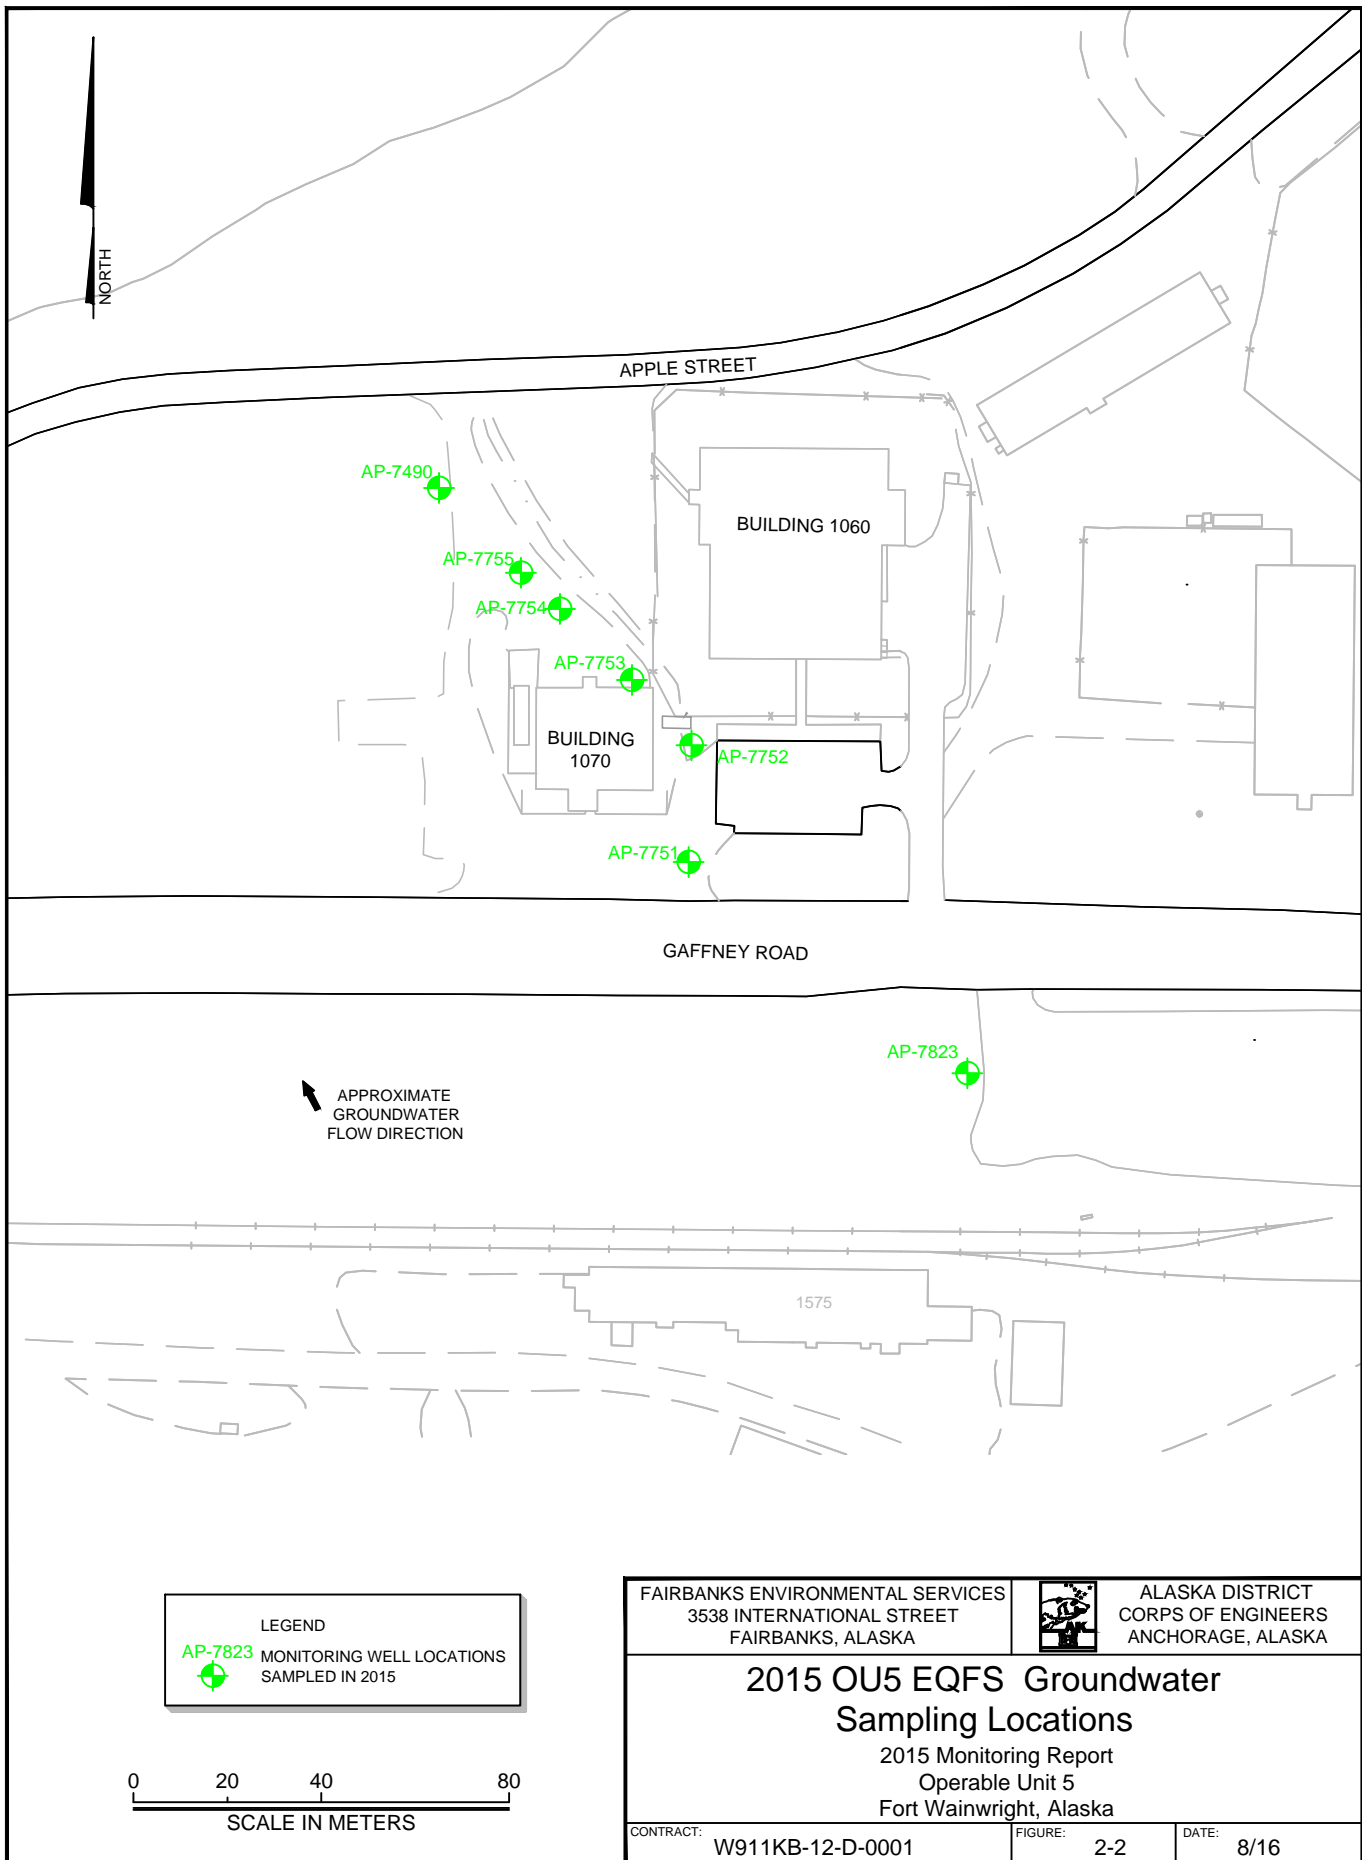 NORTH
APPLE STREET
AP-7490
BUILDING 1060
AP-7755
AP-7754
AP-7753
BUILDING
1070
AP-7752
AP-7751
GAFFNEY ROAD
AP-7823
APPROXIMATE
GROUNDWATER
FLOW DIRECTION
1575
LEGEND
AP-7823
MONITORING WELL LOCATIONS
SAMPLED IN 2015
0 20 40 80
SCALE IN METERS
FAIRBANKS ENVIRONMENTAL SERVICES
3538 INTERNATIONAL STREET
FAIRBANKS, ALASKA
ALASKA DISTRICT
CORPS OF ENGINEERS
ANCHORAGE, ALASKA
2015 OU5 EQFS Groundwater
Sampling Locations
2015 Monitoring Report
Operable Unit 5
Fort Wainwright, Alaska
CONTRACT: W911KB-12-D-0001
FIGURE: 2-2
DATE: 8/16